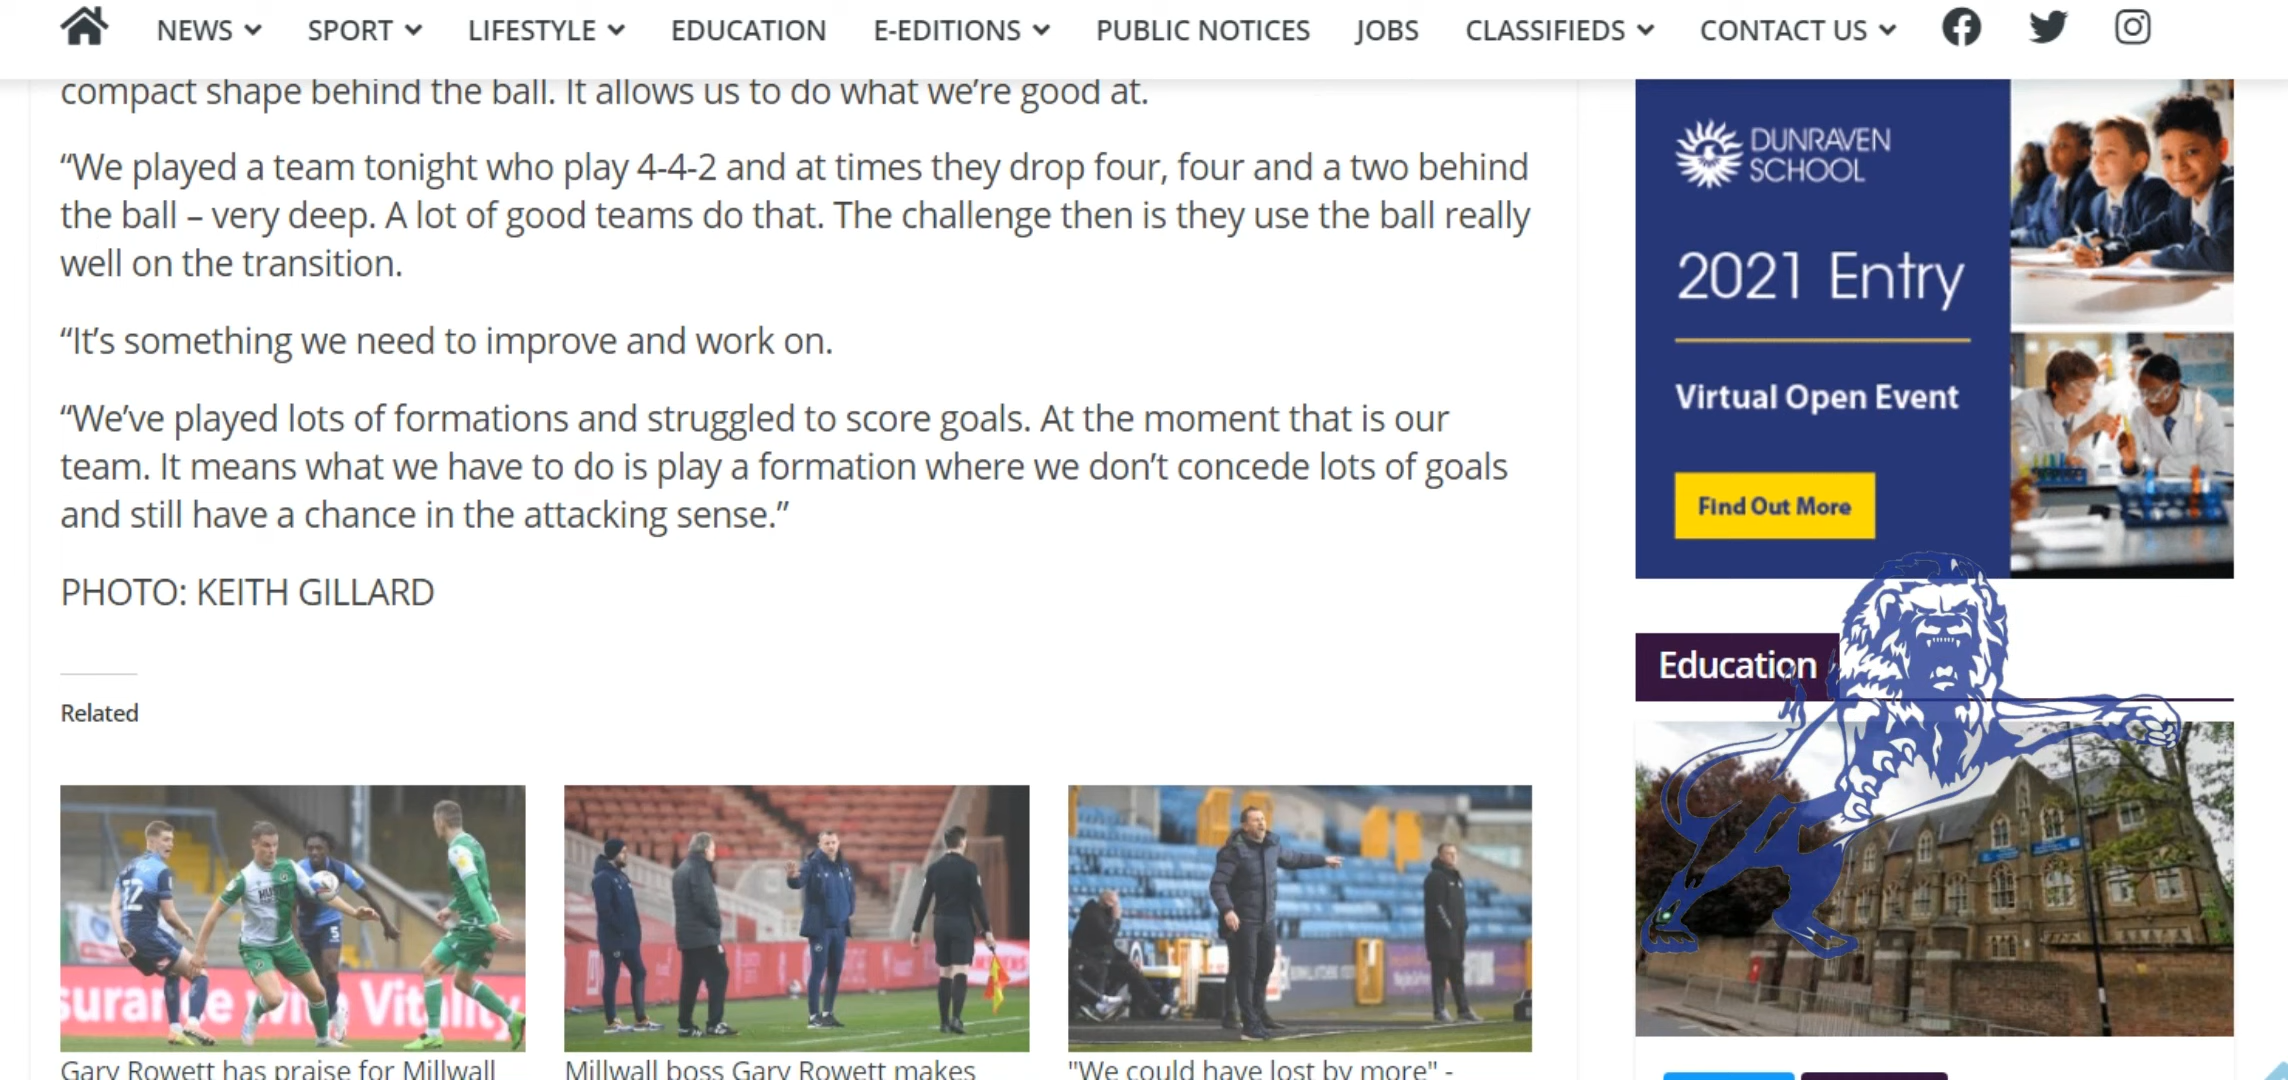 NEWS SPORT LIFESTYLE EDUCATION E-EDITIONS PUBLIC NOTICES JOBS CLASSIFIEDS CONTACT US
compact shape behind the ball. It allows us to do what we’re good at.
“We played a team tonight who play 4-4-2 and at times they drop four, four and a two behind
the ball – very deep. A lot of good teams do that. The challenge then is they use the ball really
well on the transition.
“It’s something we need to improve and work on.
“We’ve played lots of formations and struggled to score goals. At the moment that is our
team. It means what we have to do is play a formation where we don’t concede lots of goals
and still have a chance in the attacking sense.”
PHOTO: KEITH GILLARD
Related
Gary Rowett has praise for Millwall
Millwall boss Gary Rowett makes
"We could have lost by more" -
DUNRAVEN
SCHOOL
2021 Entry
Virtual Open Event
Find Out More
Education